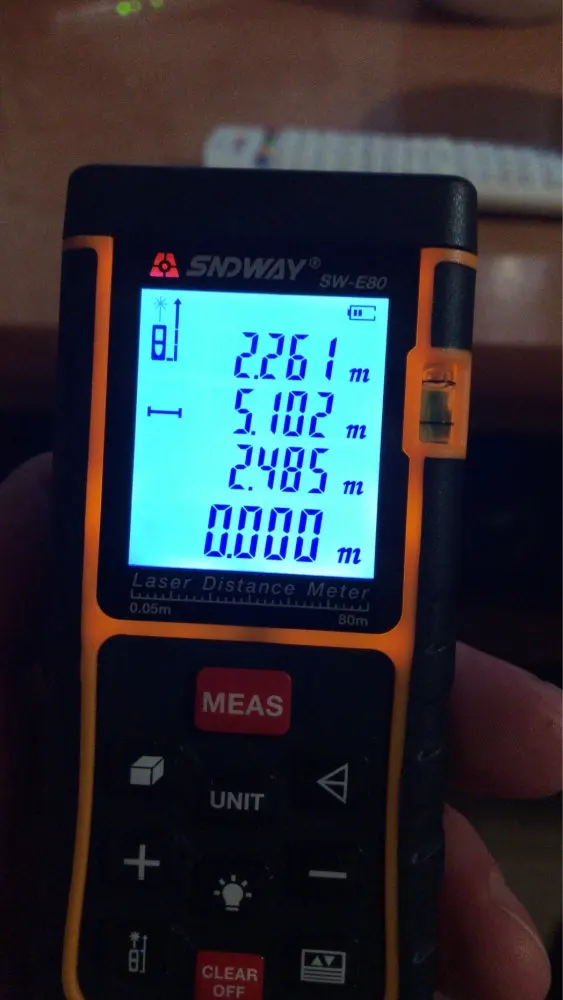 SNDWAY®
SW-E80
2.261 m
5.102 m
2.485 m
0.000 m
Laser Distance Meter
0.05m 80m
MEAS
UNIT
+ −
CLEAR
OFF